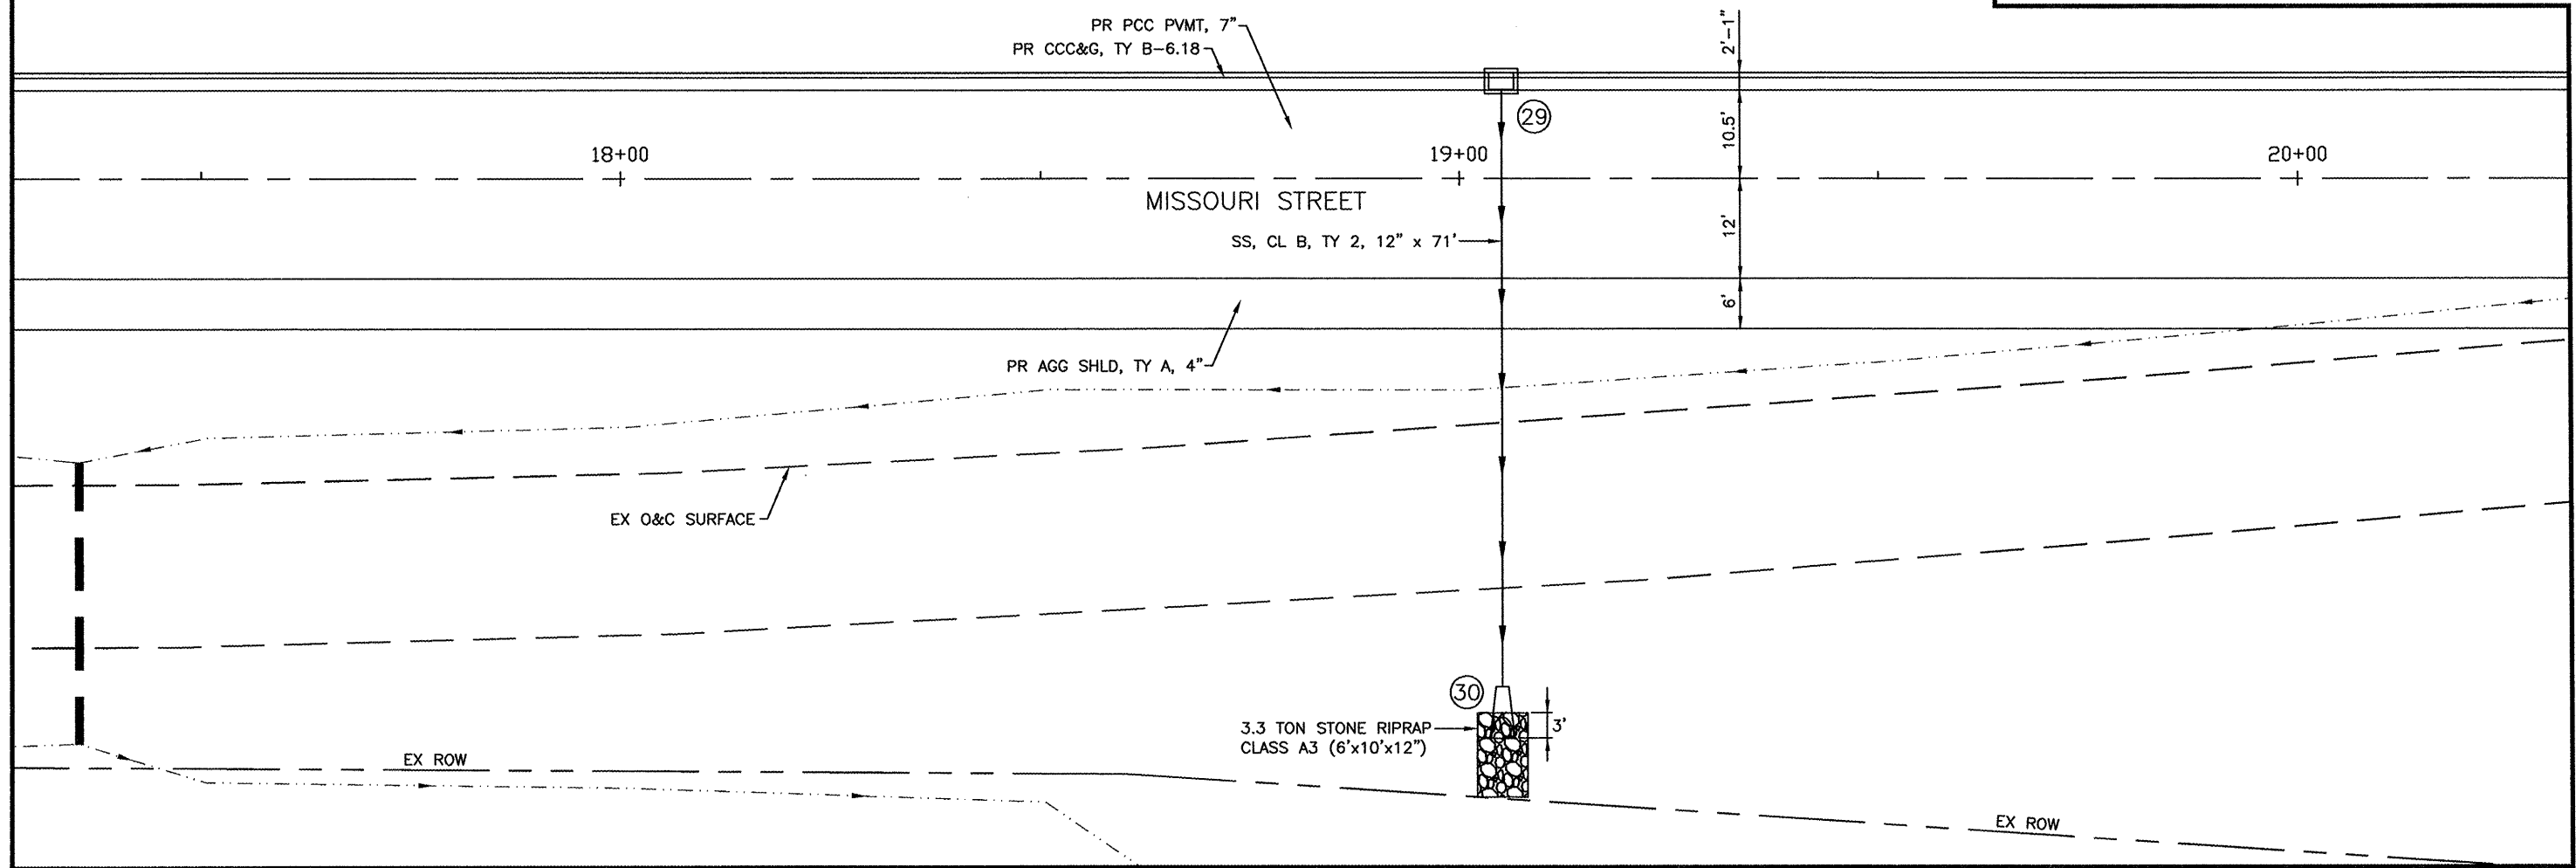 PR PCC PVMT, 7"
PR CCC&G, TY B-6.18
2'-1"
29
10.5'
18+00
19+00
20+00
MISSOURI STREET
12'
SS, CL B, TY 2, 12" x 71'
6'
PR AGG SHLD, TY A, 4"
EX O&C SURFACE
30
3.3 TON STONE RIPRAP
CLASS A3 (6'x10'x12")
3'
EX ROW
EX ROW